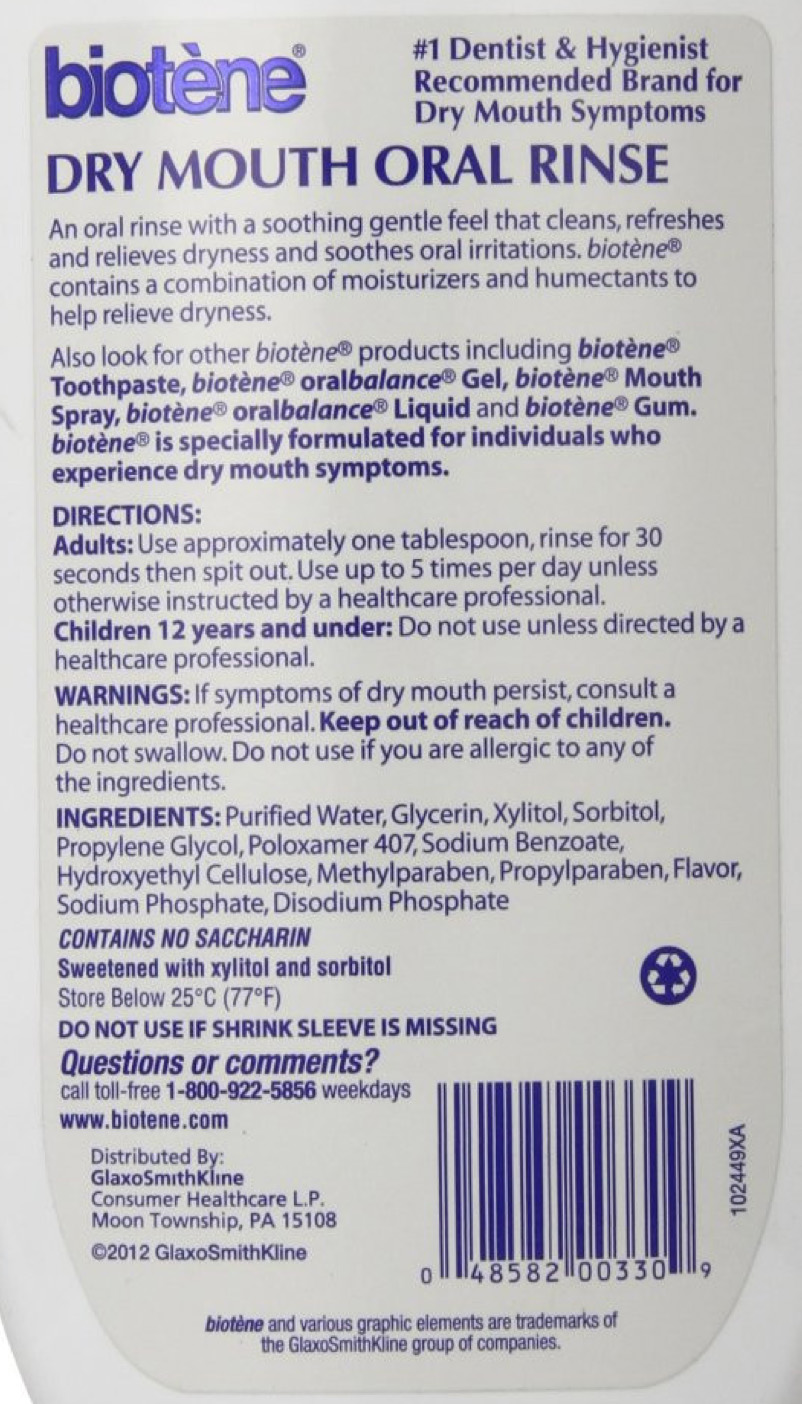 biotène®
#1 Dentist & Hygienist
Recommended Brand for
Dry Mouth Symptoms
DRY MOUTH ORAL RINSE
An oral rinse with a soothing gentle feel that cleans, refreshes
and relieves dryness and soothes oral irritations. biotène®
contains a combination of moisturizers and humectants to
help relieve dryness.
Also look for other biotène® products including biotène®
Toothpaste, biotène® oralbalance® Gel, biotène® Mouth
Spray, biotène® oralbalance® Liquid and biotène® Gum.
biotène® is specially formulated for individuals who
experience dry mouth symptoms.
DIRECTIONS:
Adults: Use approximately one tablespoon, rinse for 30
seconds then spit out. Use up to 5 times per day unless
otherwise instructed by a healthcare professional.
Children 12 years and under: Do not use unless directed by a
healthcare professional.
WARNINGS: If symptoms of dry mouth persist, consult a
healthcare professional. Keep out of reach of children.
Do not swallow. Do not use if you are allergic to any of
the ingredients.
INGREDIENTS: Purified Water, Glycerin, Xylitol, Sorbitol,
Propylene Glycol, Poloxamer 407, Sodium Benzoate,
Hydroxyethyl Cellulose, Methylparaben, Propylparaben, Flavor,
Sodium Phosphate, Disodium Phosphate
CONTAINS NO SACCHARIN
Sweetened with xylitol and sorbitol
Store Below 25°C (77°F)
DO NOT USE IF SHRINK SLEEVE IS MISSING
Questions or comments?
call toll-free 1-800-922-5856 weekdays
www.biotene.com
Distributed By:
GlaxoSmithKline
Consumer Healthcare L.P.
Moon Township, PA 15108
©2012 GlaxoSmithKline
0 48582 00330 9
102449XA
biotène and various graphic elements are trademarks of
the GlaxoSmithKline group of companies.